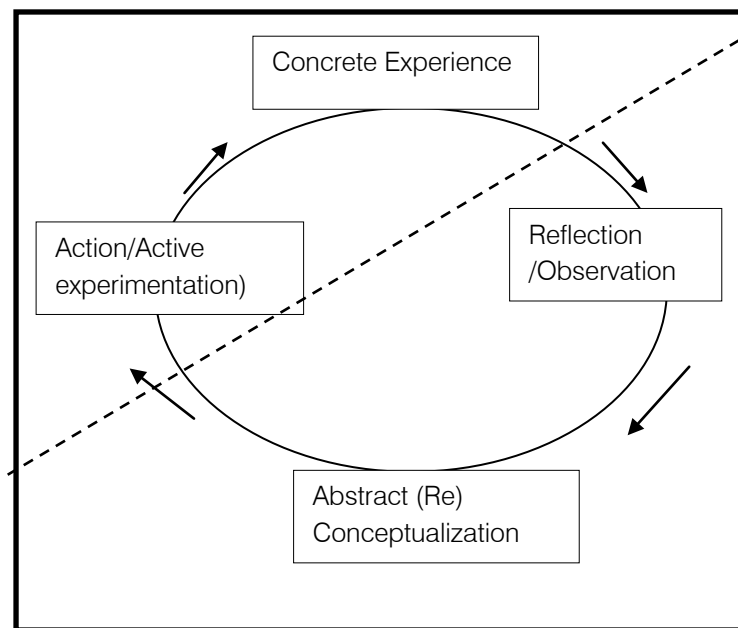 Concrete Experience
Action/Active
experimentation)
Reflection
/Observation
Abstract (Re)
Conceptualization